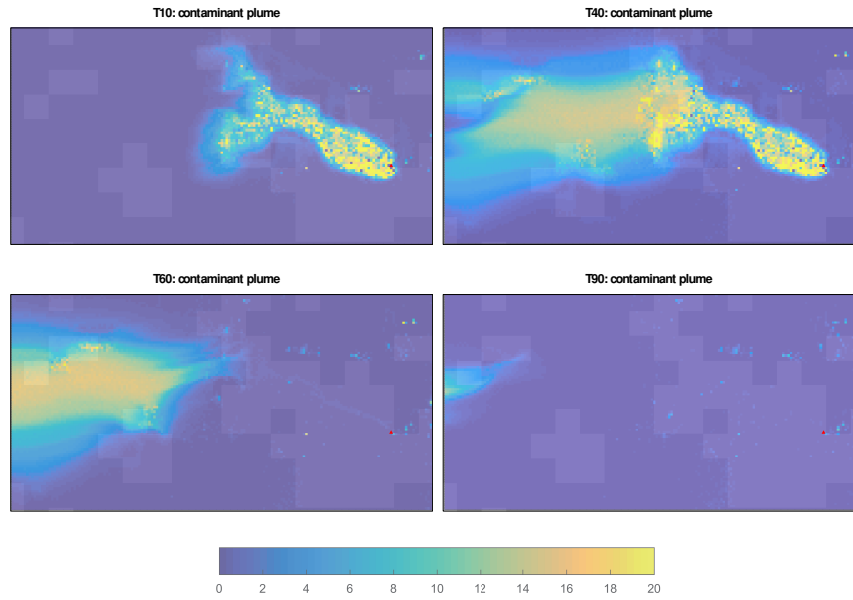 T10: contaminant plume
T40: contaminant plume
T60: contaminant plume
T90: contaminant plume
0 2 4 6 8 10 12 14 16 18 20